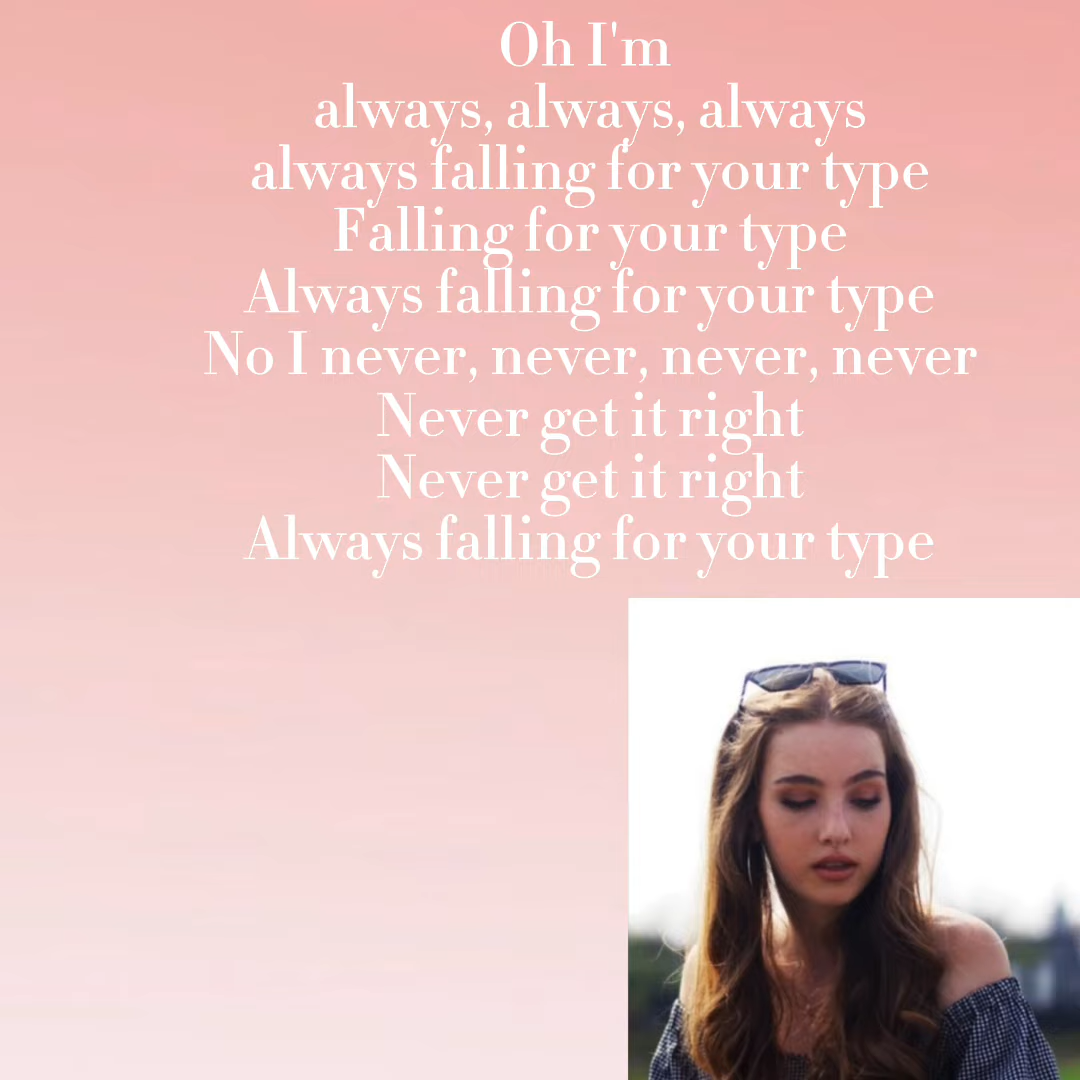 Oh I'm
always, always, always
always falling for your type
Falling for your type
Always falling for your type
No I never, never, never, never
Never get it right
Never get it right
Always falling for your type